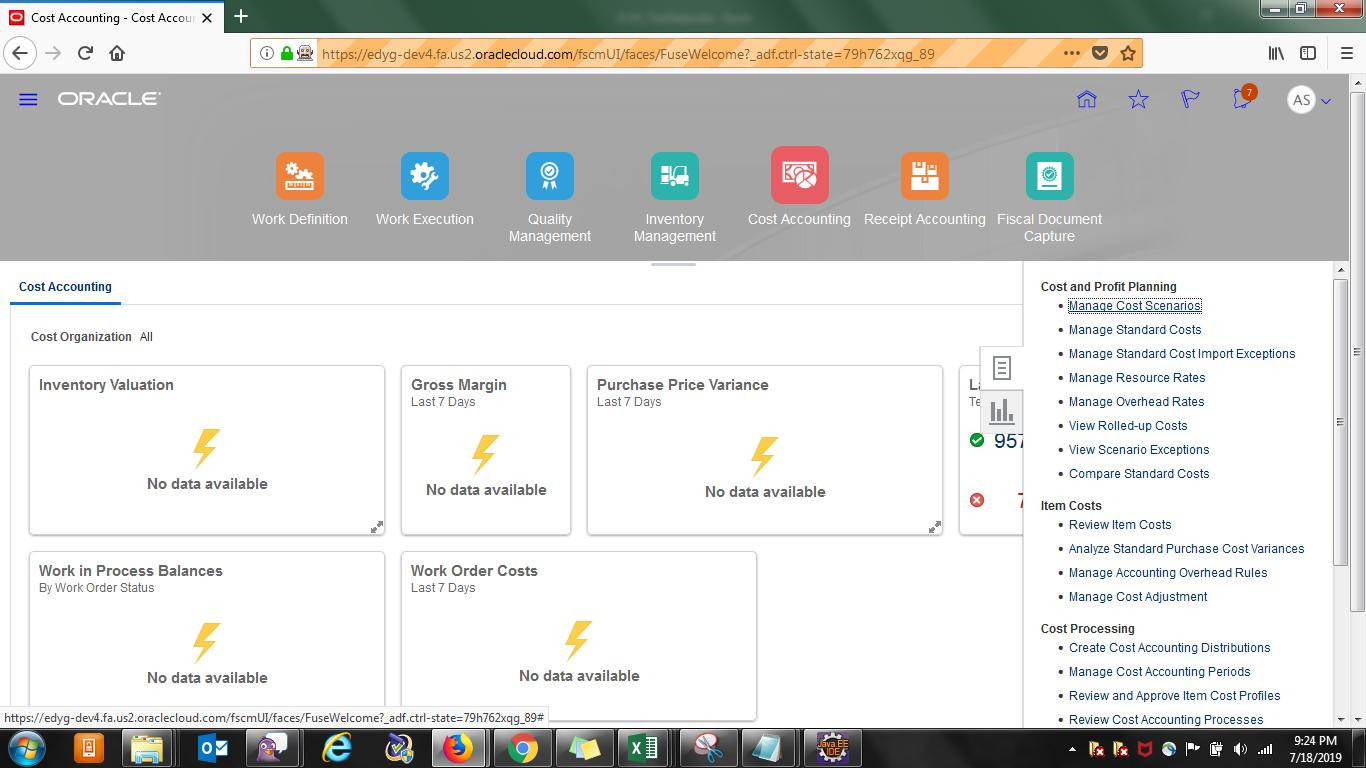 Cost Accounting - Cost Accou
https://edyg-dev4.fa.us2.oraclecloud.com/fscmUI/faces/FuseWelcome?_adf.ctrl-state=79h762xqg_89
ORACLE
7
AS
Work Definition
Work Execution
Quality Management
Inventory Management
Cost Accounting
Receipt Accounting
Fiscal Document Capture
Cost Accounting
Cost Organization All
Inventory Valuation
No data available
Gross Margin
Last 7 Days
No data available
Purchase Price Variance
Last 7 Days
No data available
La
Te
957
7
Work in Process Balances
By Work Order Status
No data available
Work Order Costs
Last 7 Days
No data available
Cost and Profit Planning
Manage Cost Scenarios
Manage Standard Costs
Manage Standard Cost Import Exceptions
Manage Resource Rates
Manage Overhead Rates
View Rolled-up Costs
View Scenario Exceptions
Compare Standard Costs
Item Costs
Review Item Costs
Analyze Standard Purchase Cost Variances
Manage Accounting Overhead Rules
Manage Cost Adjustment
Cost Processing
Create Cost Accounting Distributions
Manage Cost Accounting Periods
Review and Approve Item Cost Profiles
Review Cost Accounting Processes
https://edyg-dev4.fa.us2.oraclecloud.com/fscmUI/faces/FuseWelcome?_adf.ctrl-state=79h762xqg_89#
Java EE
IDE
9:24 PM
7/18/2019